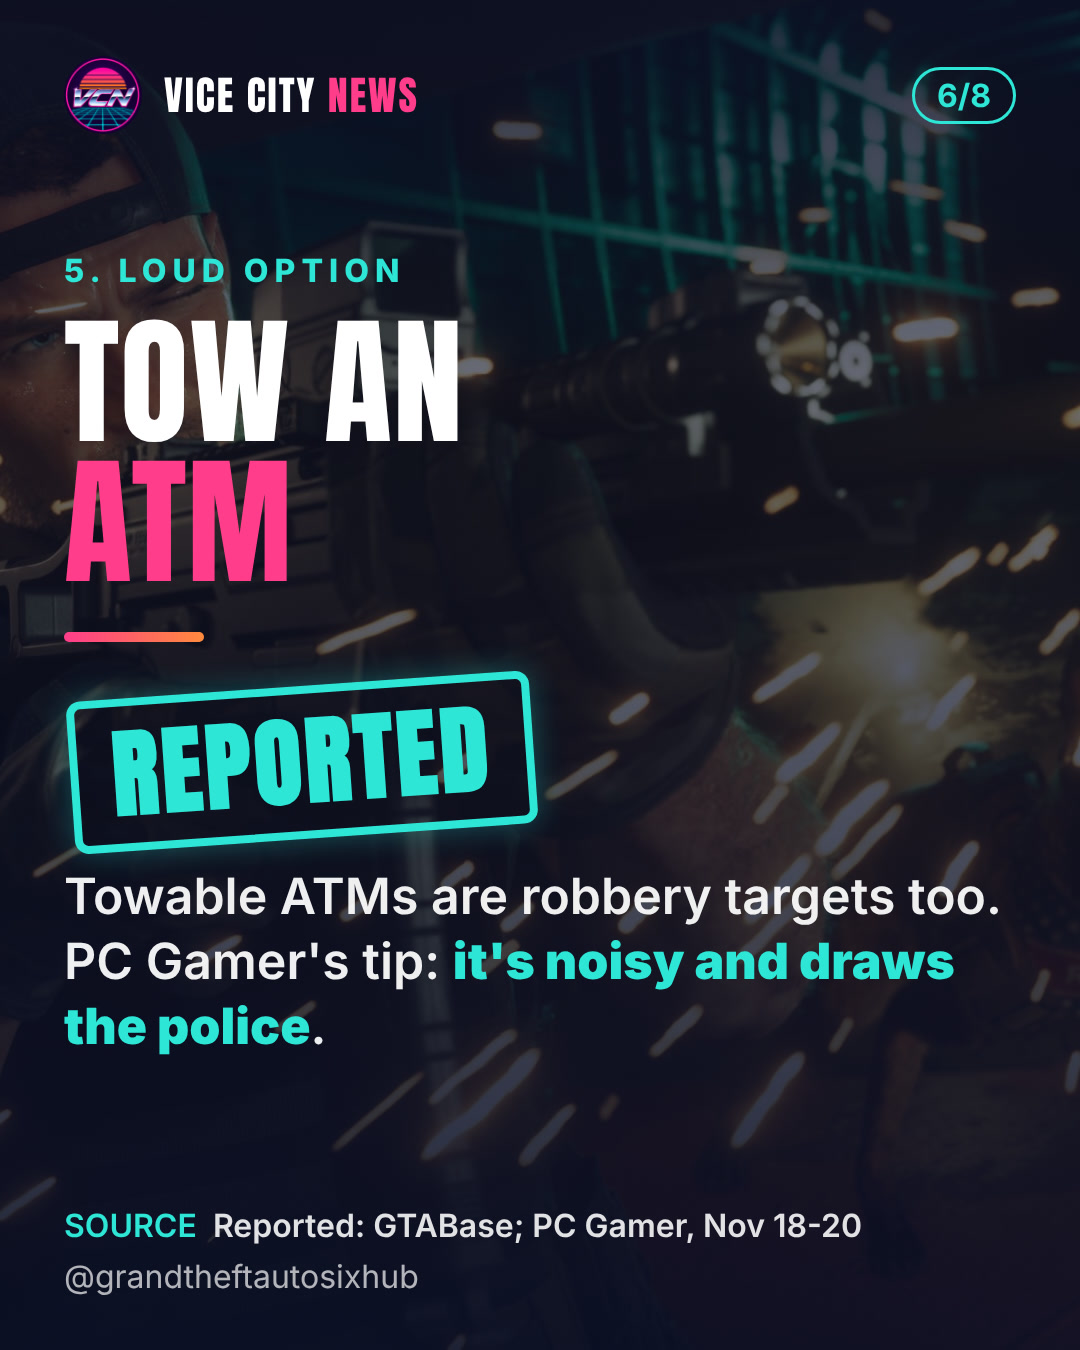 VCN
VICE CITY NEWS
6/8
5. LOUD OPTION
TOW AN
ATM
REPORTED
Towable ATMs are robbery targets too.
PC Gamer's tip: it's noisy and draws
the police.
SOURCE Reported: GTABase; PC Gamer, Nov 18-20
@grandtheftautosixhub